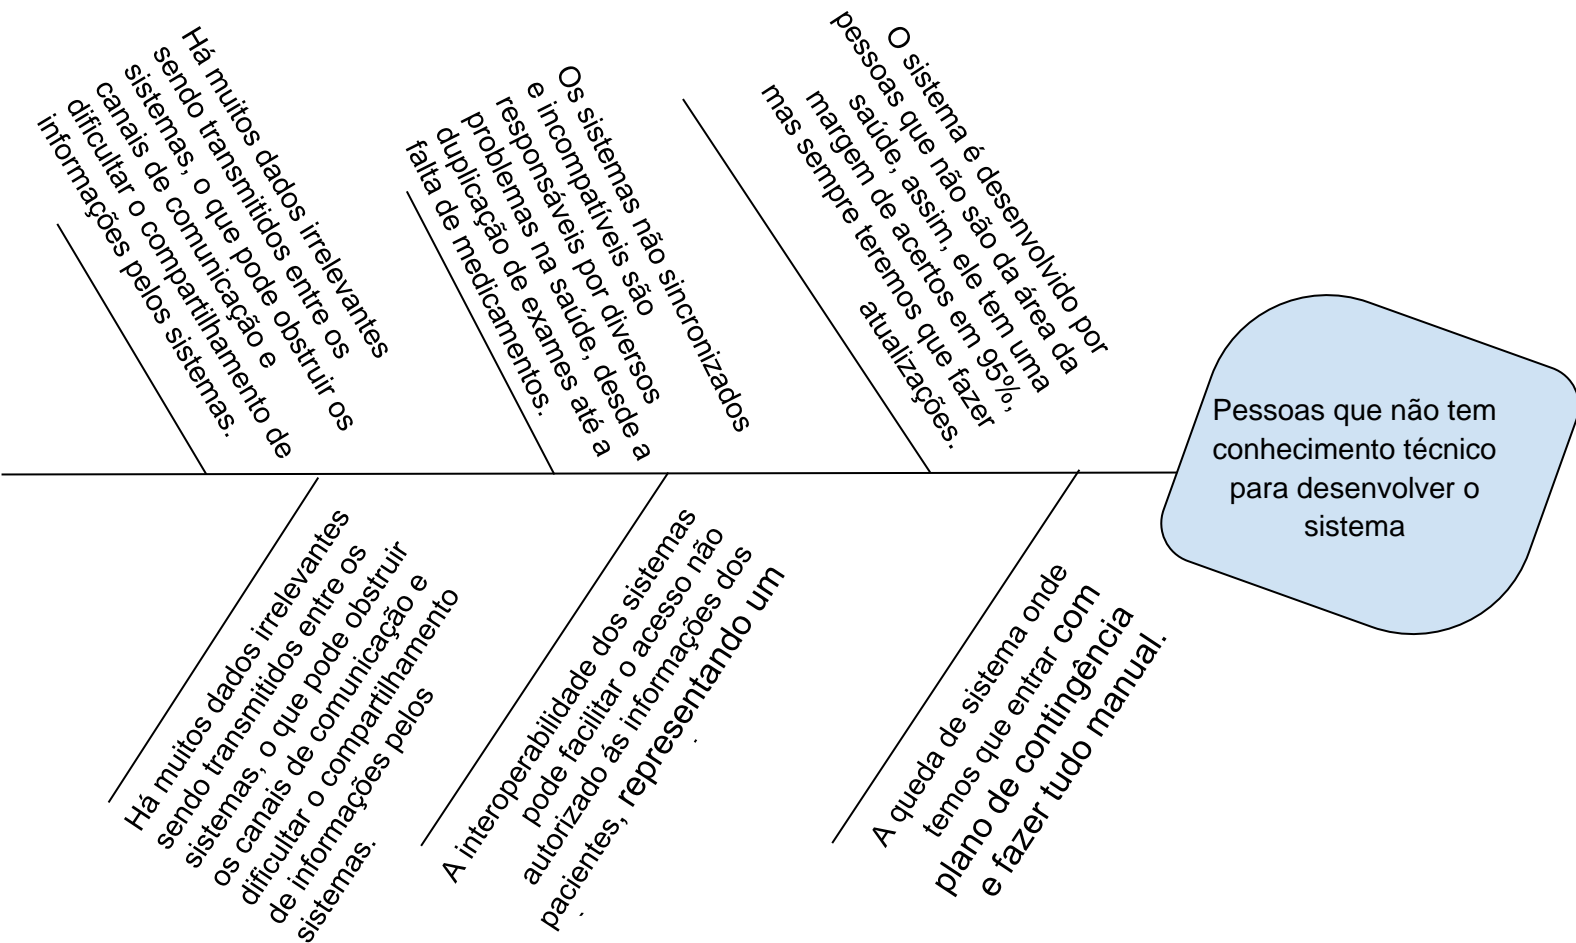 Há muitos dados irrelevantes
sendo transmitidos entre os
sistemas, o que pode obstruir os
canais de comunicação e
dificultar o compartilhamento de
informações pelos sistemas.
Os sistemas não sincronizados
e incompatíveis são
responsáveis por diversos
problemas na saúde, desde a
duplicação de exames até a
falta de medicamentos.
O sistema é desenvolvido por
pessoas que não são da área da
saúde, assim, ele tem uma
margem de acertos em 95%,
mas sempre teremos que fazer
atualizações.
Pessoas que não tem
conhecimento técnico
para desenvolver o
sistema
Há muitos dados irrelevantes
sendo transmitidos entre os
sistemas, o que pode obstruir
os canais de comunicação e
dificultar o compartilhamento
de informações pelos
sistemas.
A interoperabilidade dos sistemas
pode facilitar o acesso não
autorizado ás informações dos
pacientes, representando um
A queda de sistema onde
temos que entrar com
plano de contingência
e fazer tudo manual.